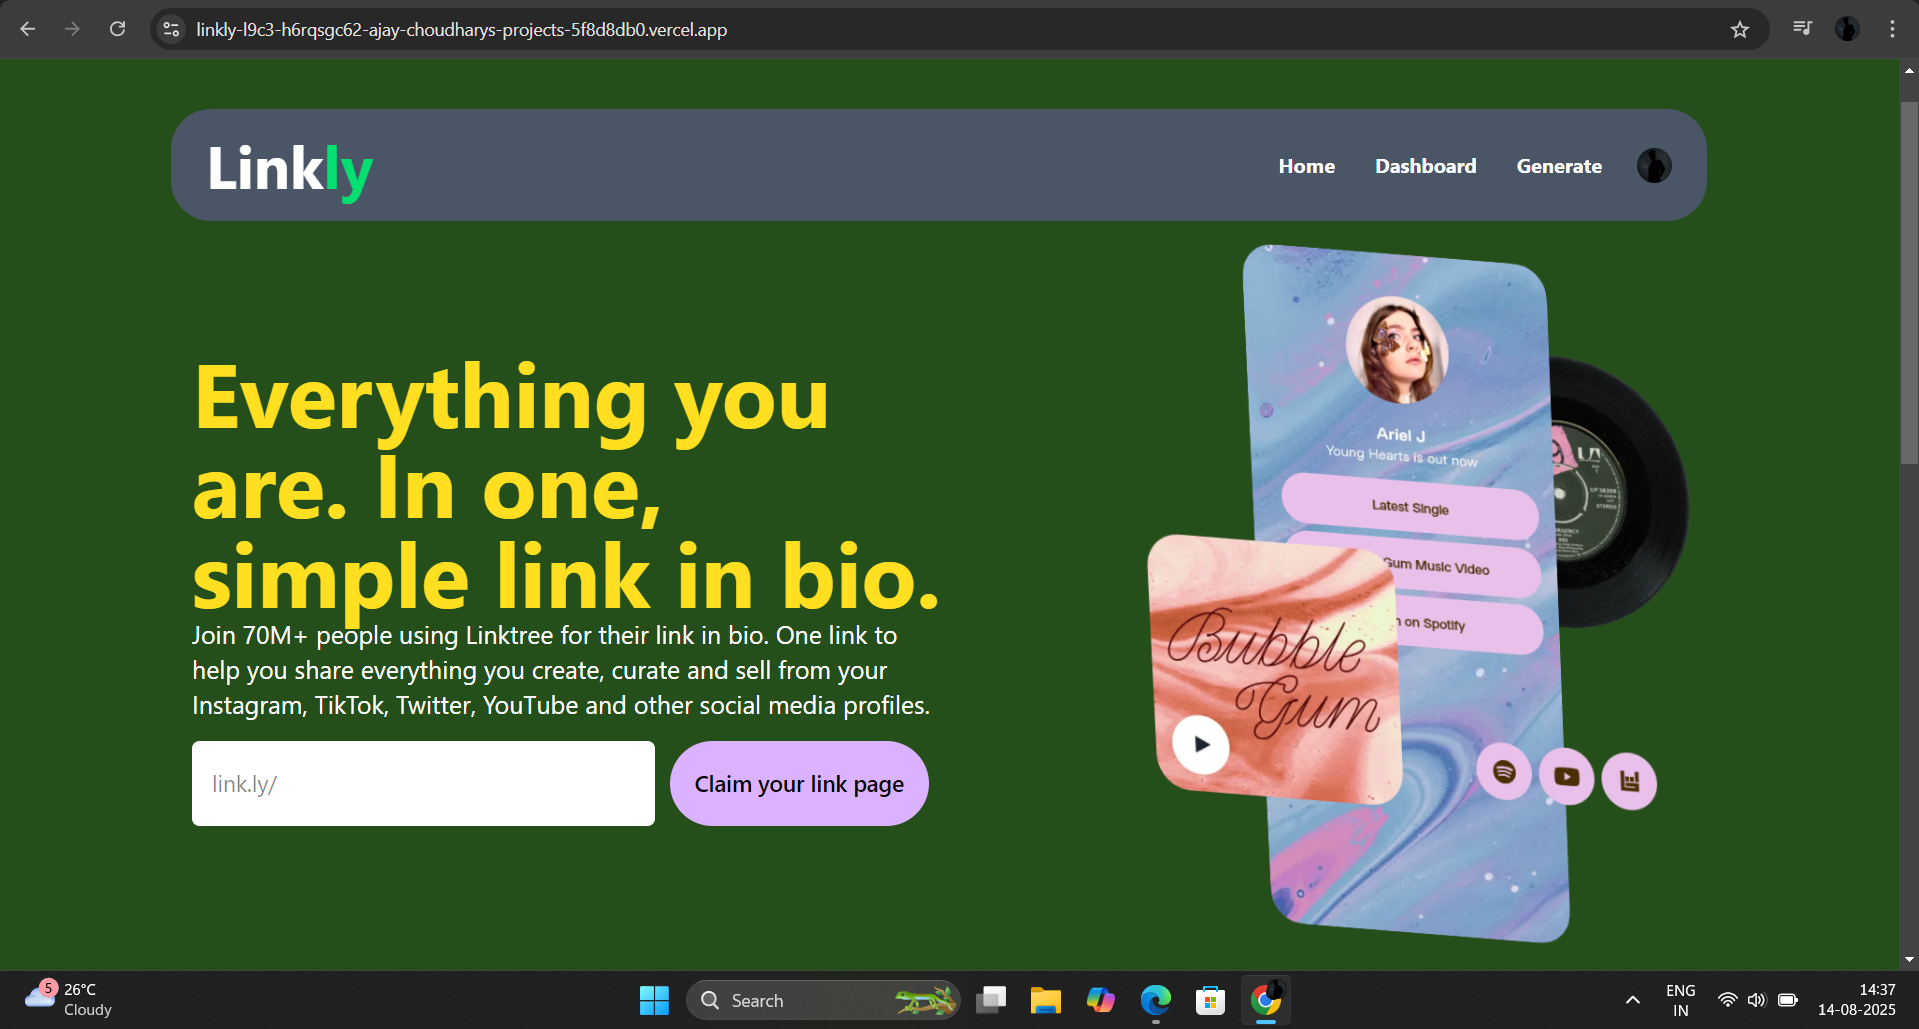 linkly-l9c3-h6rqsgc62-ajay-choudharys-projects-5f8d8db0.vercel.app
Linkly
Home
Dashboard
Generate
Everything you
are. In one,
simple link in bio.
Join 70M+ people using Linktree for their link in bio. One link to
help you share everything you create, curate and sell from your
Instagram, TikTok, Twitter, YouTube and other social media profiles.
link.ly/
Claim your link page
Ariel J
Young Hearts is out now
Latest Single
Gum Music Video
on Spotify
Bubble
Gum
STEREO
5
26°C
Cloudy
Search
ENG
IN
14:37
14-08-2025